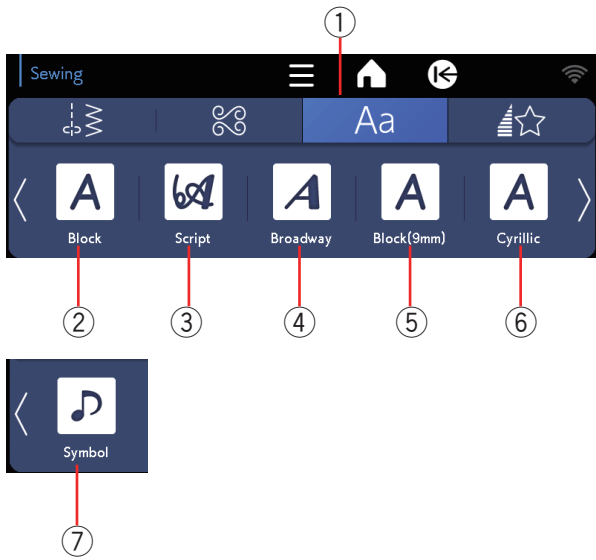 ①
Sewing
Aa
A A A A A
Block Script Broadway Block(9mm) Cyrillic
② ③ ④ ⑤ ⑥
Symbol
⑦